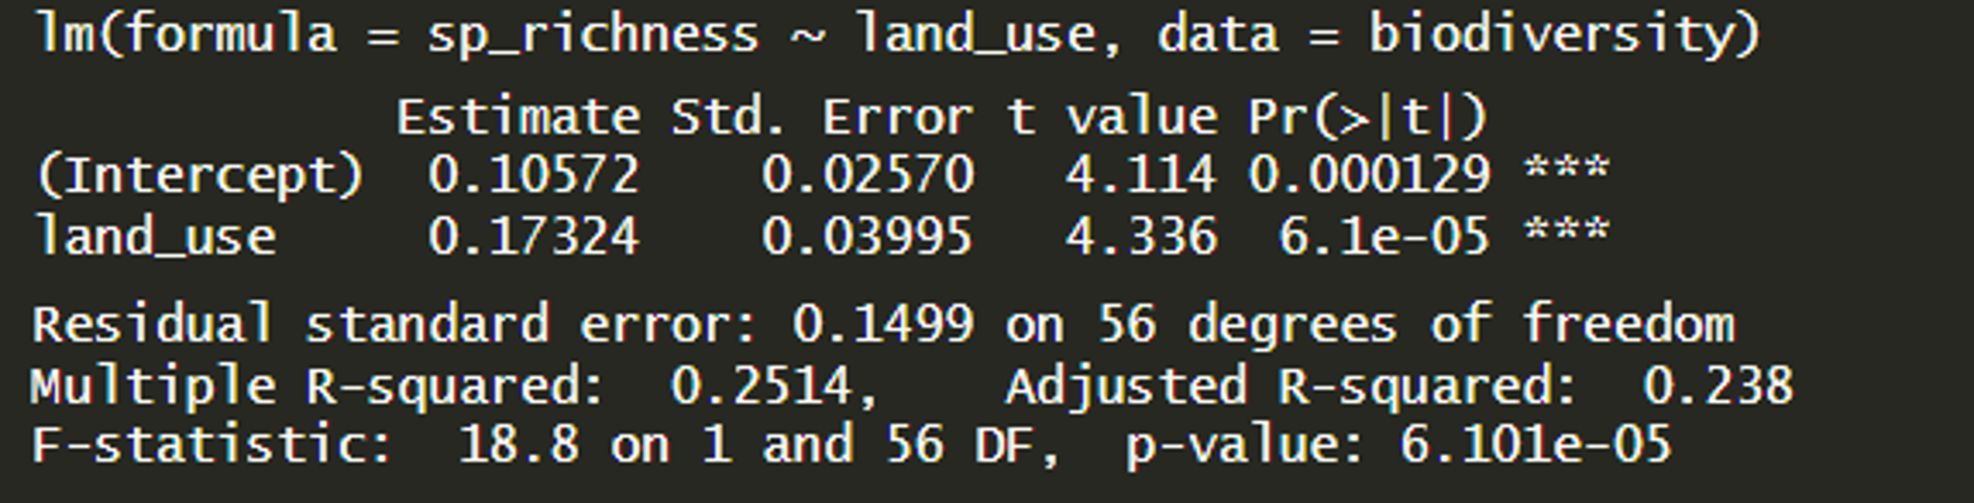 lm(formula = sp_richness ~ land_use, data = biodiversity)
Estimate Std. Error t value Pr(>|t|)
(Intercept) 0.10572 0.02570 4.114 0.000129 ***
land_use 0.17324 0.03995 4.336 6.1e-05 ***
Residual standard error: 0.1499 on 56 degrees of freedom
Multiple R-squared: 0.2514, Adjusted R-squared: 0.238
F-statistic: 18.8 on 1 and 56 DF, p-value: 6.101e-05